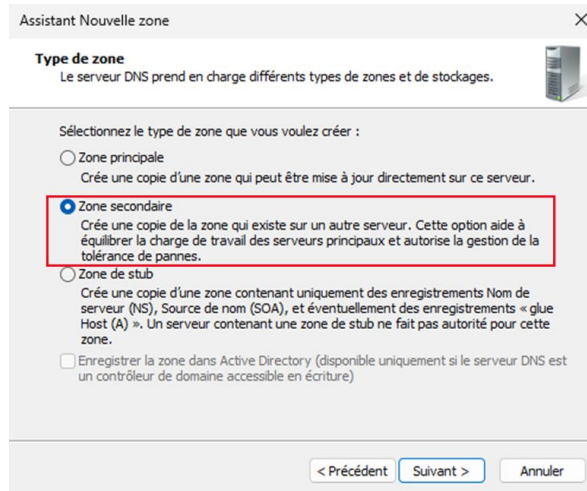 Assistant Nouvelle zone
Type de zone
Le serveur DNS prend en charge différents types de zones et de stockages.
Sélectionnez le type de zone que vous voulez créer :
Zone principale
Crée une copie d'une zone qui peut être mise à jour directement sur ce serveur.
Zone secondaire
Crée une copie de la zone qui existe sur un autre serveur. Cette option aide à
équilibrer la charge de travail des serveurs principaux et autorise la gestion de la
tolérance de pannes.
Zone de stub
Crée une copie d'une zone contenant uniquement des enregistrements Nom de
serveur (NS), Source de nom (SOA), et éventuellement des enregistrements « glue
Host (A) ». Un serveur contenant une zone de stub ne fait pas autorité pour cette
zone.
Enregistrer la zone dans Active Directory (disponible uniquement si le serveur DNS est
un contrôleur de domaine accessible en écriture)
< Précédent Suivant > Annuler